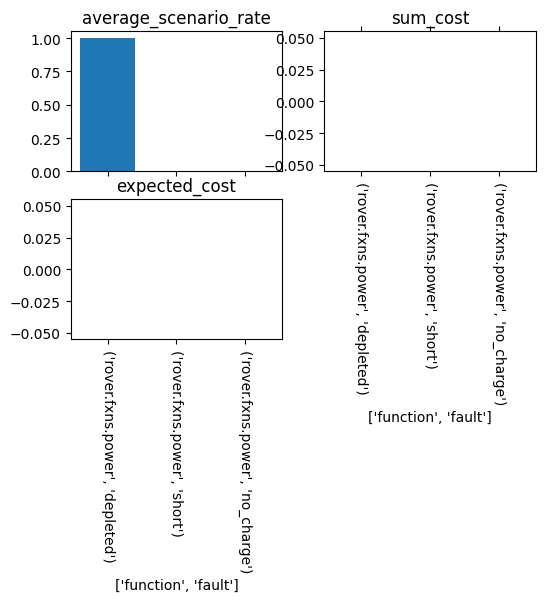 average_scenario_rate
1.00
0.75
0.50
0.25
0.00
sum_cost
0.050
0.025
0.000
−0.025
−0.050
('rover.fxns.power', 'depleted')
('rover.fxns.power', 'short')
('rover.fxns.power', 'no_charge')
['function', 'fault']
expected_cost
0.050
0.025
0.000
−0.025
−0.050
('rover.fxns.power', 'depleted')
('rover.fxns.power', 'short')
('rover.fxns.power', 'no_charge')
['function', 'fault']